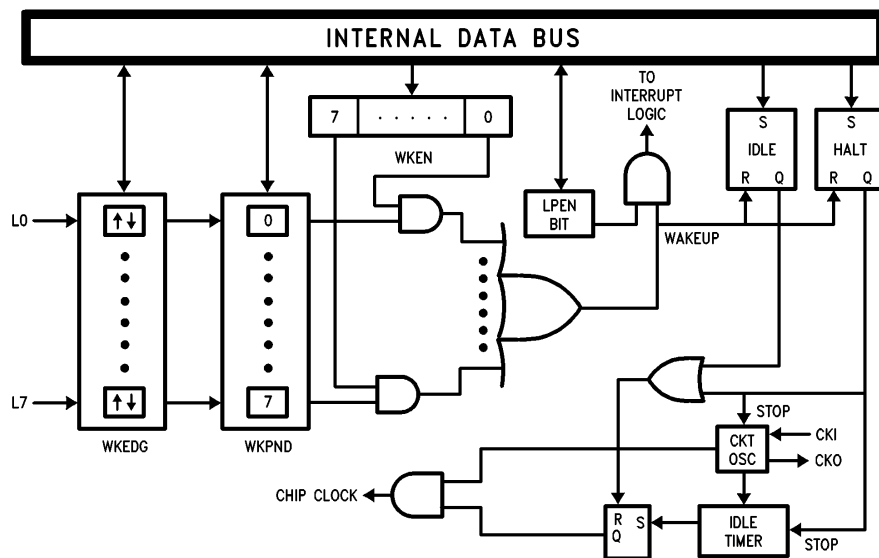 INTERNAL DATA BUS
TO
INTERRUPT
LOGIC
7 · · · · · 0
WKEN
S
IDLE
R Q
S
HALT
R Q
LPEN
BIT
WAKEUP
L0
↑↓
0
L7
↑↓
7
WKEDG
WKPND
STOP
CKT
OSC
CKI
CKO
CHIP CLOCK
R S
Q
IDLE
TIMER
STOP